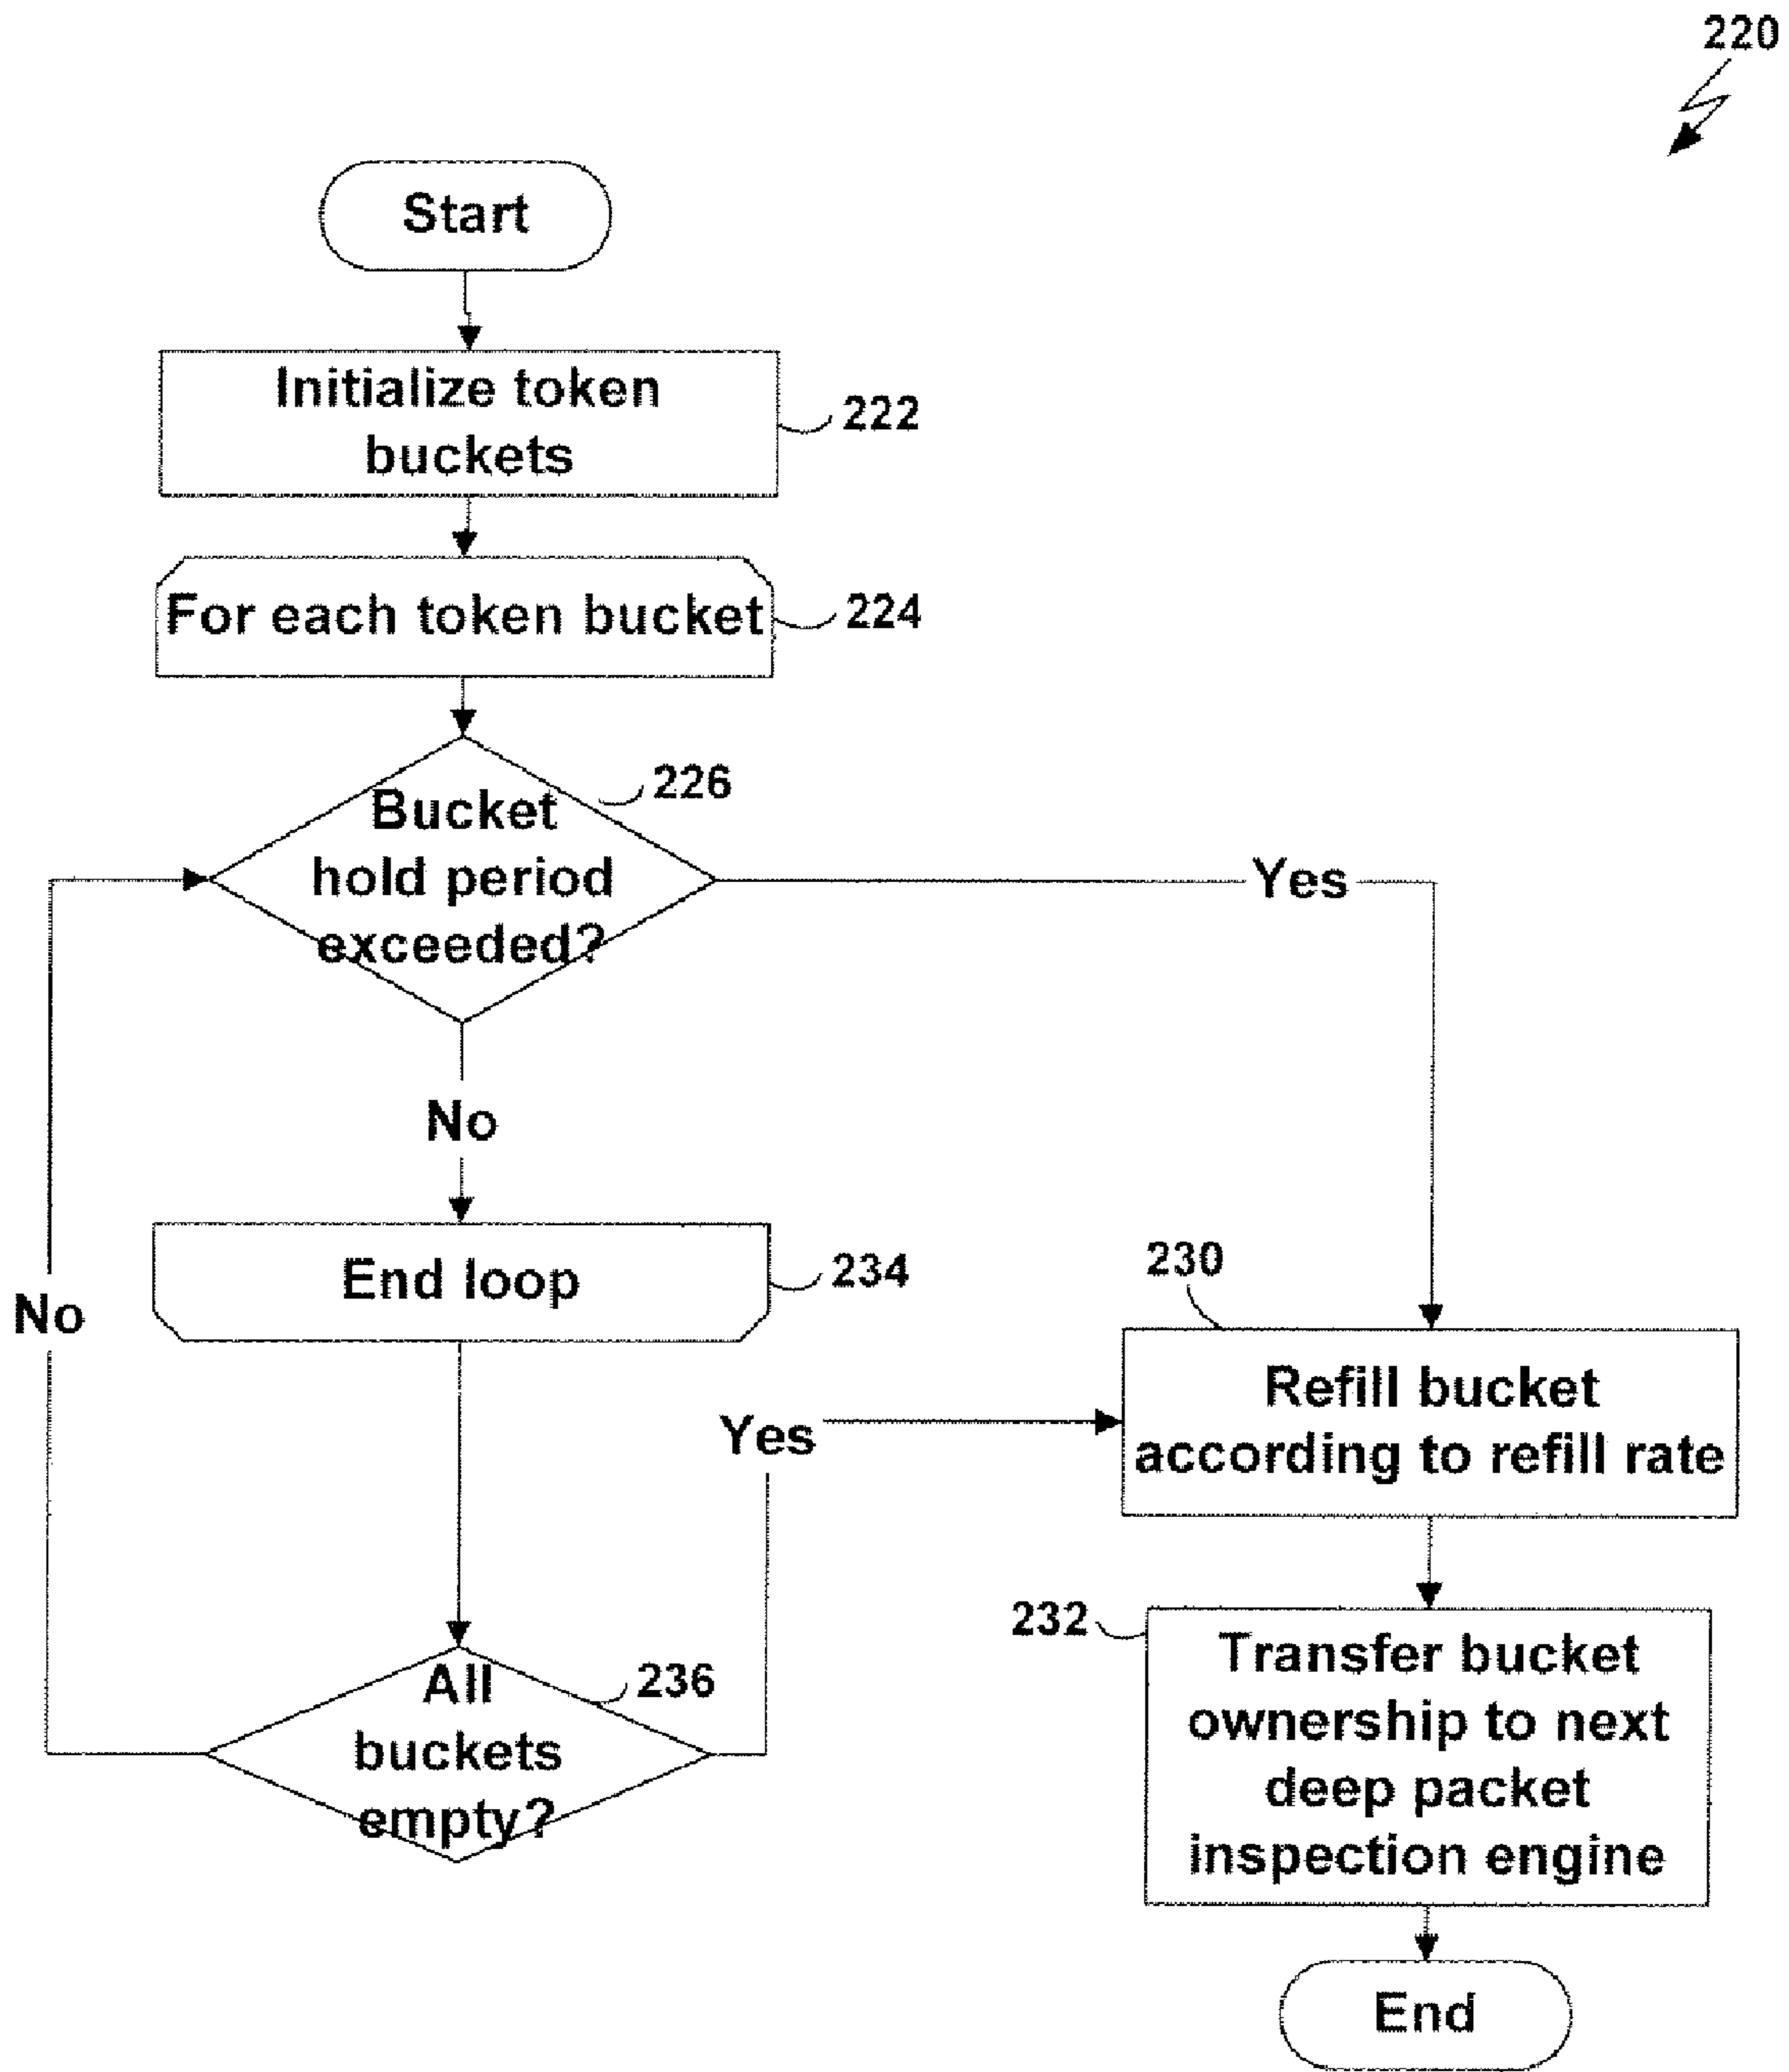 220
Start
Initialize token
buckets
222
For each token bucket
224
226
Bucket
hold period
exceeded?
Yes
No
End loop
234
No
230
Refill bucket
according to refill rate
Yes
232
Transfer bucket
ownership to next
deep packet
inspection engine
236
All
buckets
empty?
End